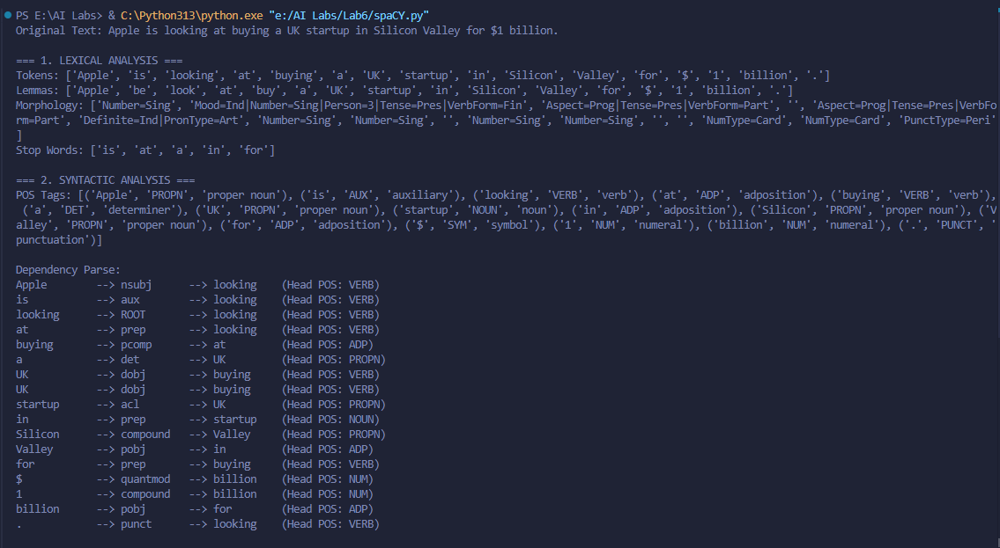 PS E:\AI Labs> & C:\Python313\python.exe "e:/AI Labs/Lab6/spaCY.py"
Original Text: Apple is looking at buying a UK startup in Silicon Valley for $1 billion.

=== 1. LEXICAL ANALYSIS ===
Tokens: ['Apple', 'is', 'looking', 'at', 'buying', 'a', 'UK', 'startup', 'in', 'Silicon', 'Valley', 'for', '$', '1', 'billion', '.']
Lemmas: ['Apple', 'be', 'look', 'at', 'buy', 'a', 'UK', 'startup', 'in', 'Silicon', 'Valley', 'for', '$', '1', 'billion', '.']
Morphology: ['Number=Sing', 'Mood=Ind|Number=Sing|Person=3|Tense=Pres|VerbForm=Fin', 'Aspect=Prog|Tense=Pres|VerbForm=Part', '', 'Aspect=Prog|Tense=Pres|VerbFo
rm=Part', 'Definite=Ind|PronType=Art', 'Number=Sing', 'Number=Sing', '', 'Number=Sing', 'Number=Sing', '', '', 'NumType=Card', 'NumType=Card', 'PunctType=Peri'
]
Stop Words: ['is', 'at', 'a', 'in', 'for']

=== 2. SYNTACTIC ANALYSIS ===
POS Tags: [('Apple', 'PROPN', 'proper noun'), ('is', 'AUX', 'auxiliary'), ('looking', 'VERB', 'verb'), ('at', 'ADP', 'adposition'), ('buying', 'VERB', 'verb'),
('a', 'DET', 'determiner'), ('UK', 'PROPN', 'proper noun'), ('startup', 'NOUN', 'noun'), ('in', 'ADP', 'adposition'), ('Silicon', 'PROPN', 'proper noun'), ('V
alley', 'PROPN', 'proper noun'), ('for', 'ADP', 'adposition'), ('$', 'SYM', 'symbol'), ('1', 'NUM', 'numeral'), ('billion', 'NUM', 'numeral'), ('.', 'PUNCT', '
punctuation')]

Dependency Parse:
Apple --> nsubj --> looking (Head POS: VERB)
is --> aux --> looking (Head POS: VERB)
looking --> ROOT --> looking (Head POS: VERB)
at --> prep --> looking (Head POS: VERB)
buying --> pcomp --> at (Head POS: ADP)
a --> det --> UK (Head POS: PROPN)
UK --> dobj --> buying (Head POS: VERB)
UK --> dobj --> buying (Head POS: VERB)
startup --> acl --> UK (Head POS: PROPN)
in --> prep --> startup (Head POS: NOUN)
Silicon --> compound --> Valley (Head POS: PROPN)
Valley --> pobj --> in (Head POS: ADP)
for --> prep --> buying (Head POS: VERB)
$ --> quantmod --> billion (Head POS: NUM)
1 --> compound --> billion (Head POS: NUM)
billion --> pobj --> for (Head POS: ADP)
. --> punct --> looking (Head POS: VERB)